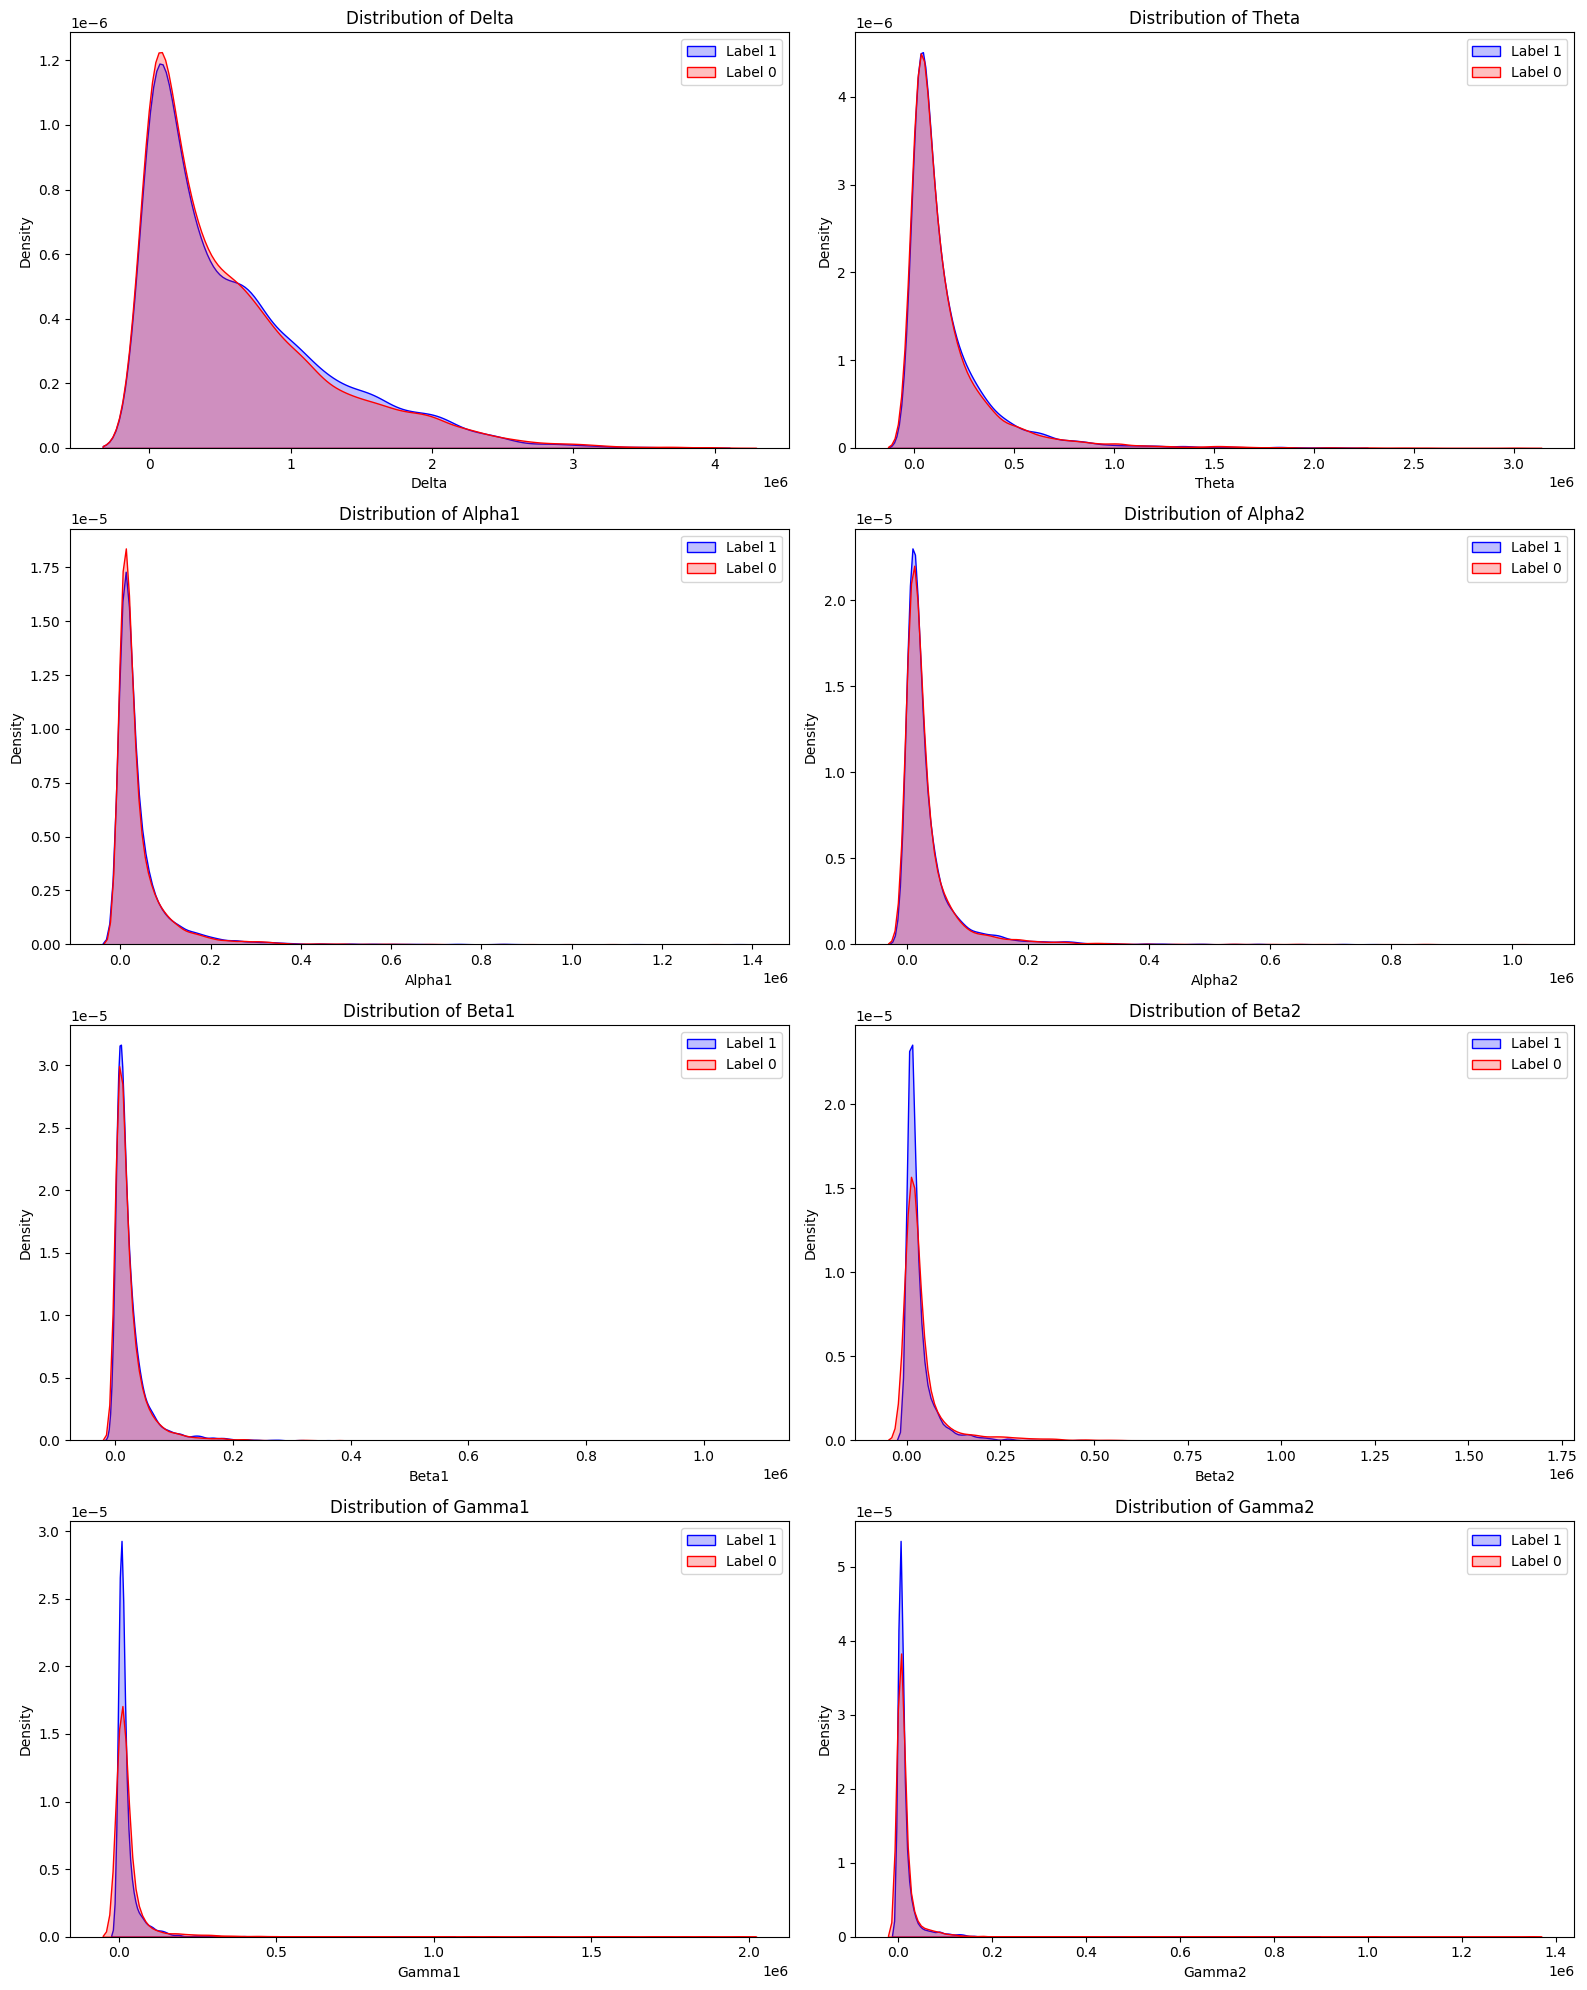 Distribution of Delta
1e−6
Label 1
Label 0
1.2
1.0
0.8
0.6
0.4
0.2
0.0
Density
0 1 2 3 4
1e6
Delta
Distribution of Theta
1e−6
Label 1
Label 0
4
3
2
1
0
Density
0.0 0.5 1.0 1.5 2.0 2.5 3.0
1e6
Theta
Distribution of Alpha1
1e−5
Label 1
Label 0
1.75
1.50
1.25
1.00
0.75
0.50
0.25
0.00
Density
0.0 0.2 0.4 0.6 0.8 1.0 1.2 1.4
1e6
Alpha1
Distribution of Alpha2
1e−5
Label 1
Label 0
2.0
1.5
1.0
0.5
0.0
Density
0.0 0.2 0.4 0.6 0.8 1.0
1e6
Alpha2
Distribution of Beta1
1e−5
Label 1
Label 0
3.0
2.5
2.0
1.5
1.0
0.5
0.0
Density
0.0 0.2 0.4 0.6 0.8 1.0
1e6
Beta1
Distribution of Beta2
1e−5
Label 1
Label 0
2.0
1.5
1.0
0.5
0.0
Density
0.00 0.25 0.50 0.75 1.00 1.25 1.50 1.75
1e6
Beta2
Distribution of Gamma1
1e−5
Label 1
Label 0
3.0
2.5
2.0
1.5
1.0
0.5
0.0
Density
0.0 0.5 1.0 1.5 2.0
1e6
Gamma1
Distribution of Gamma2
1e−5
Label 1
Label 0
5
4
3
2
1
0
Density
0.0 0.2 0.4 0.6 0.8 1.0 1.2 1.4
1e6
Gamma2